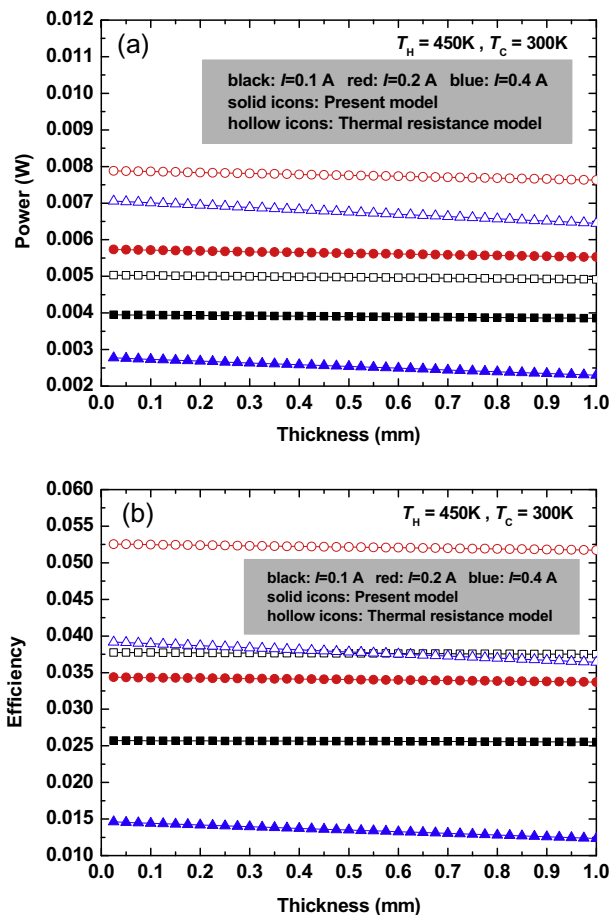 (a)
T_H = 450K , T_C = 300K
black: I=0.1 A red: I=0.2 A blue: I=0.4 A
solid icons: Present model
hollow icons: Thermal resistance model
Power (W)
0.012
0.011
0.010
0.009
0.008
0.007
0.006
0.005
0.004
0.003
0.002
0.0 0.1 0.2 0.3 0.4 0.5 0.6 0.7 0.8 0.9 1.0
Thickness (mm)
(b)
T_H = 450K , T_C = 300K
black: I=0.1 A red: I=0.2 A blue: I=0.4 A
solid icons: Present model
hollow icons: Thermal resistance model
Efficiency
0.060
0.055
0.050
0.045
0.040
0.035
0.030
0.025
0.020
0.015
0.010
0.0 0.1 0.2 0.3 0.4 0.5 0.6 0.7 0.8 0.9 1.0
Thickness (mm)